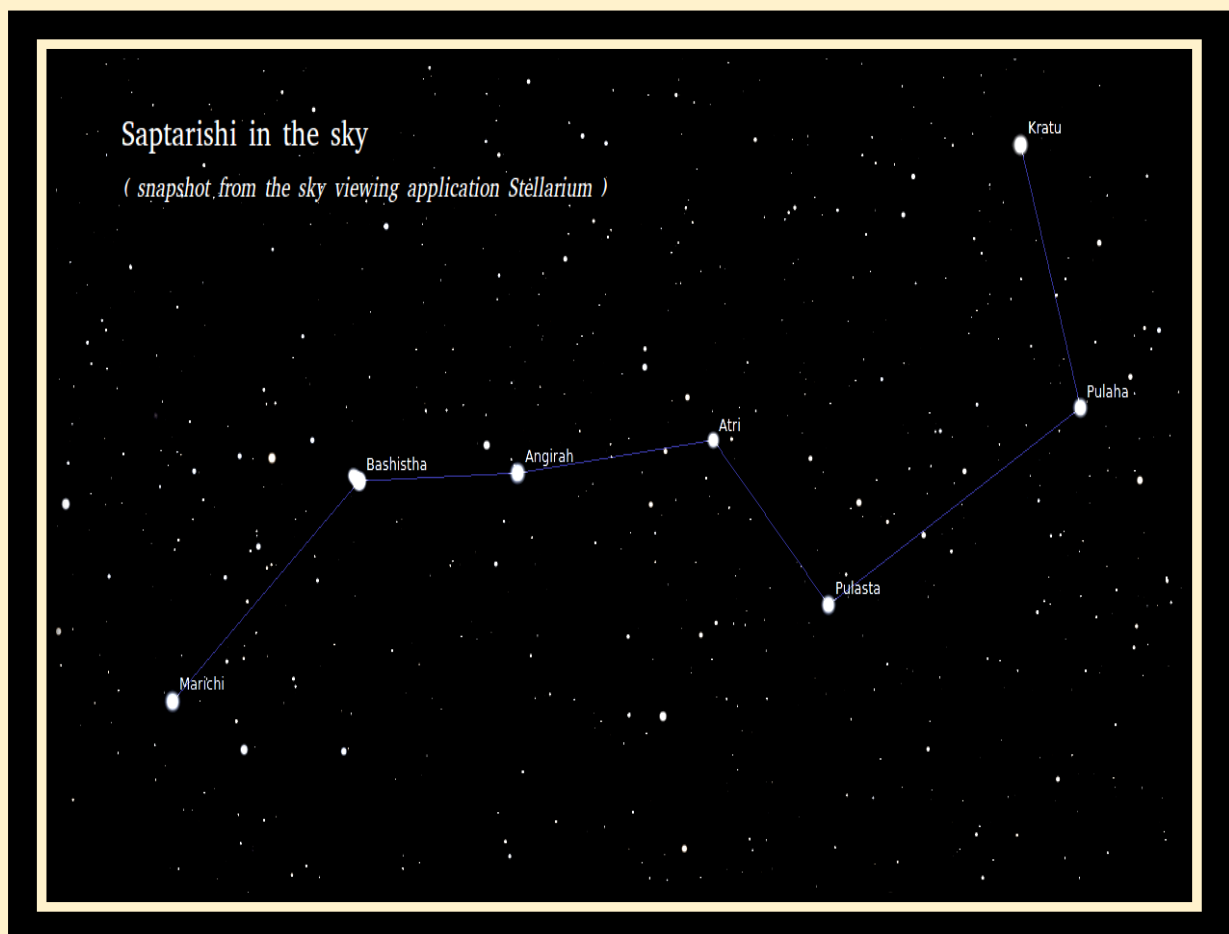 Saptarishi in the sky
( snapshot from the sky viewing application Stellarium )
Kratu
Pulaha
Atri
Angirah
Bashistha
Pulasta
Marichi